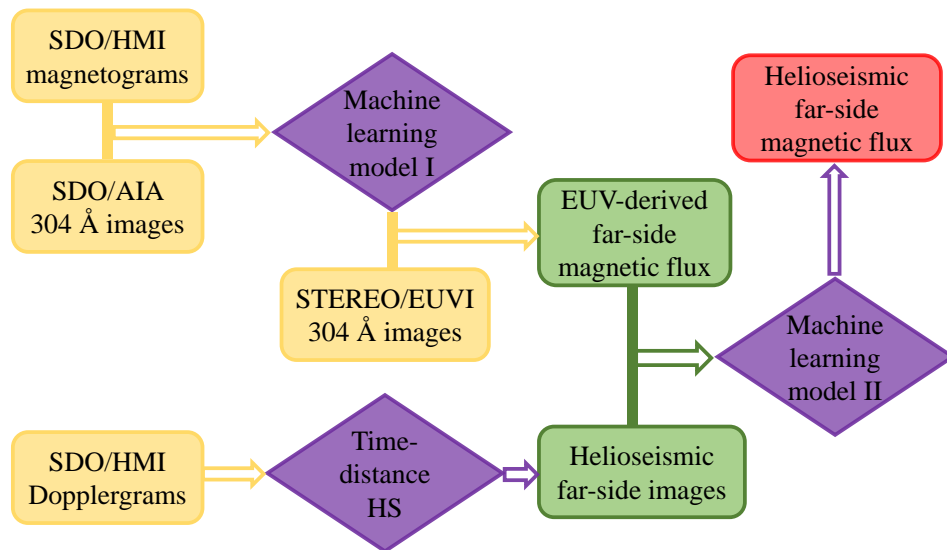 SDO/HMI
magnetograms
SDO/AIA
304 Å images
Machine
learning
model I
STEREO/EUVI
304 Å images
EUV-derived
far-side
magnetic flux
Helioseismic
far-side
magnetic flux
Machine
learning
model II
SDO/HMI
Dopplergrams
Time-
distance
HS
Helioseismic
far-side images